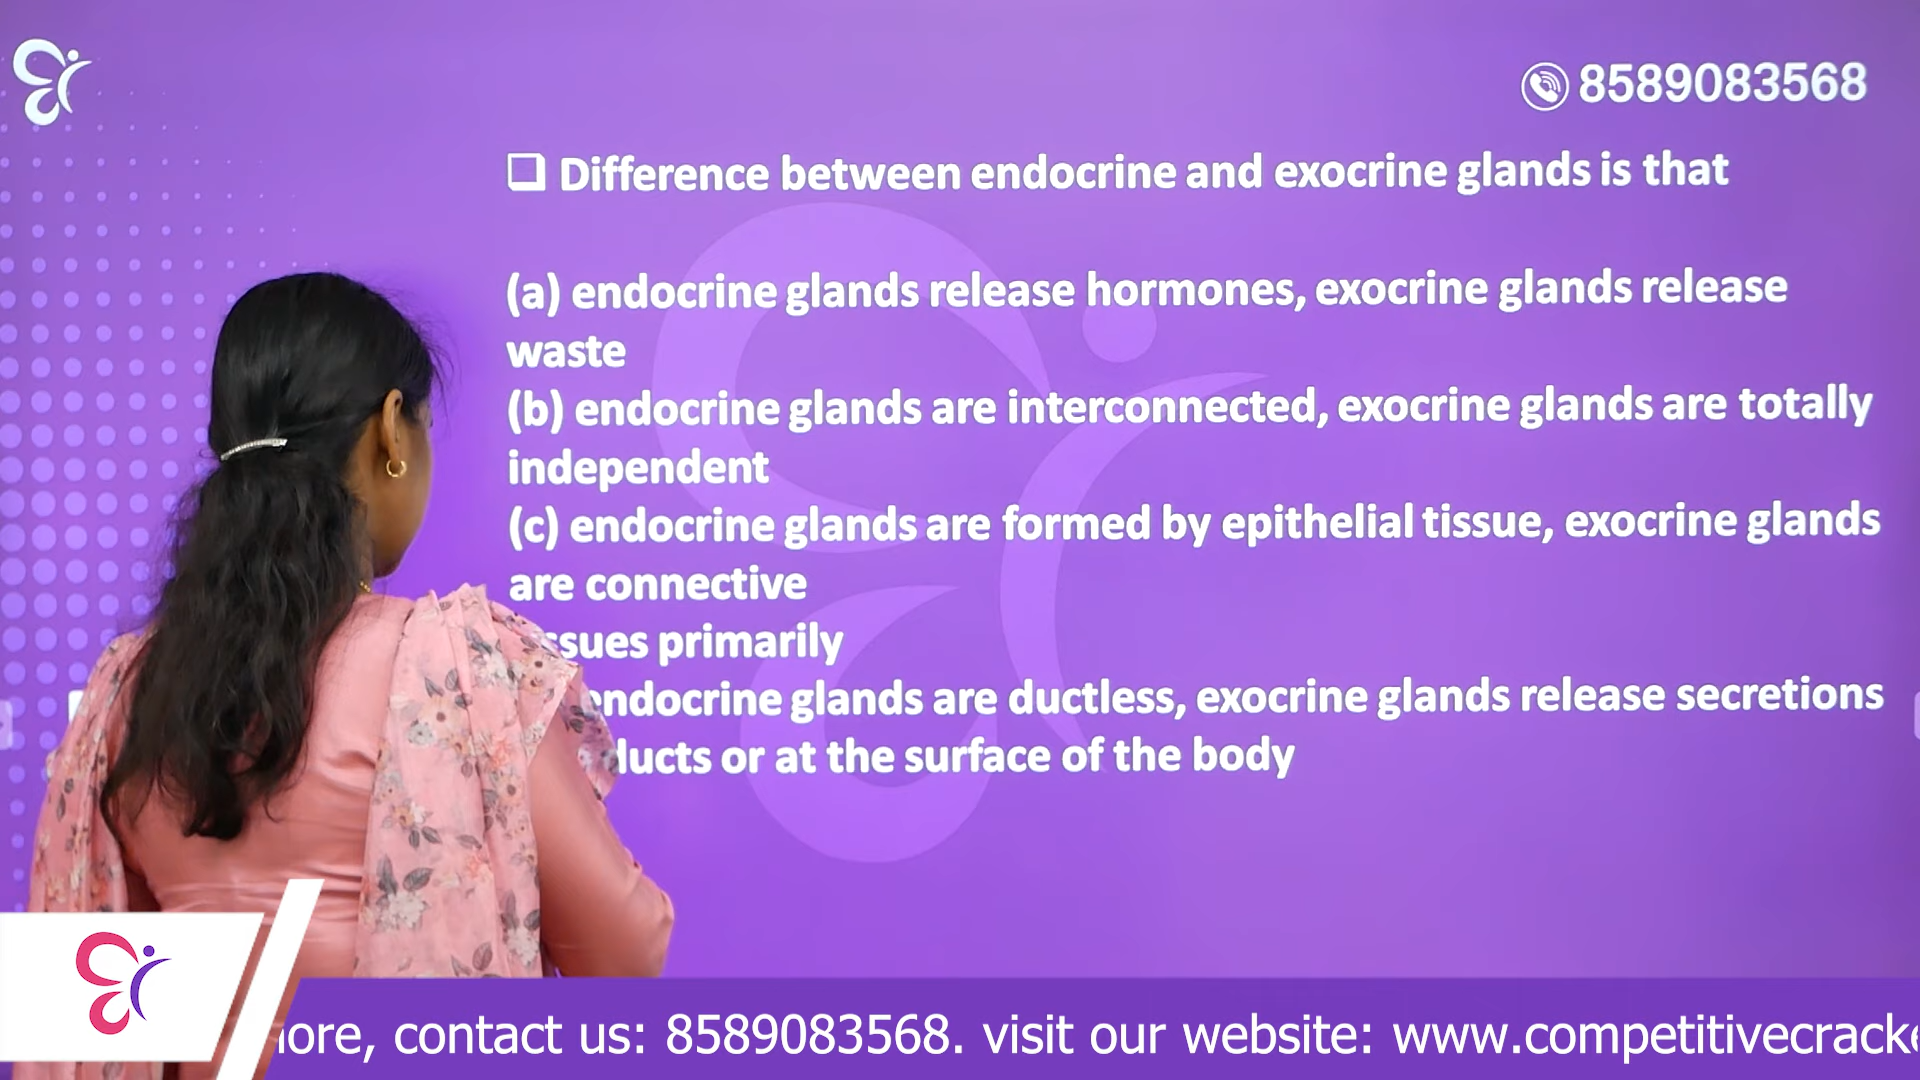 8589083568
Difference between endocrine and exocrine glands is that
(a) endocrine glands release hormones, exocrine glands release
waste
(b) endocrine glands are interconnected, exocrine glands are totally
independent
(c) endocrine glands are formed by epithelial tissue, exocrine glands
are connective
primarily
endocrine glands are ductless, exocrine glands release secretions
or at the surface of the body
contact us: 8589083568. visit our website: